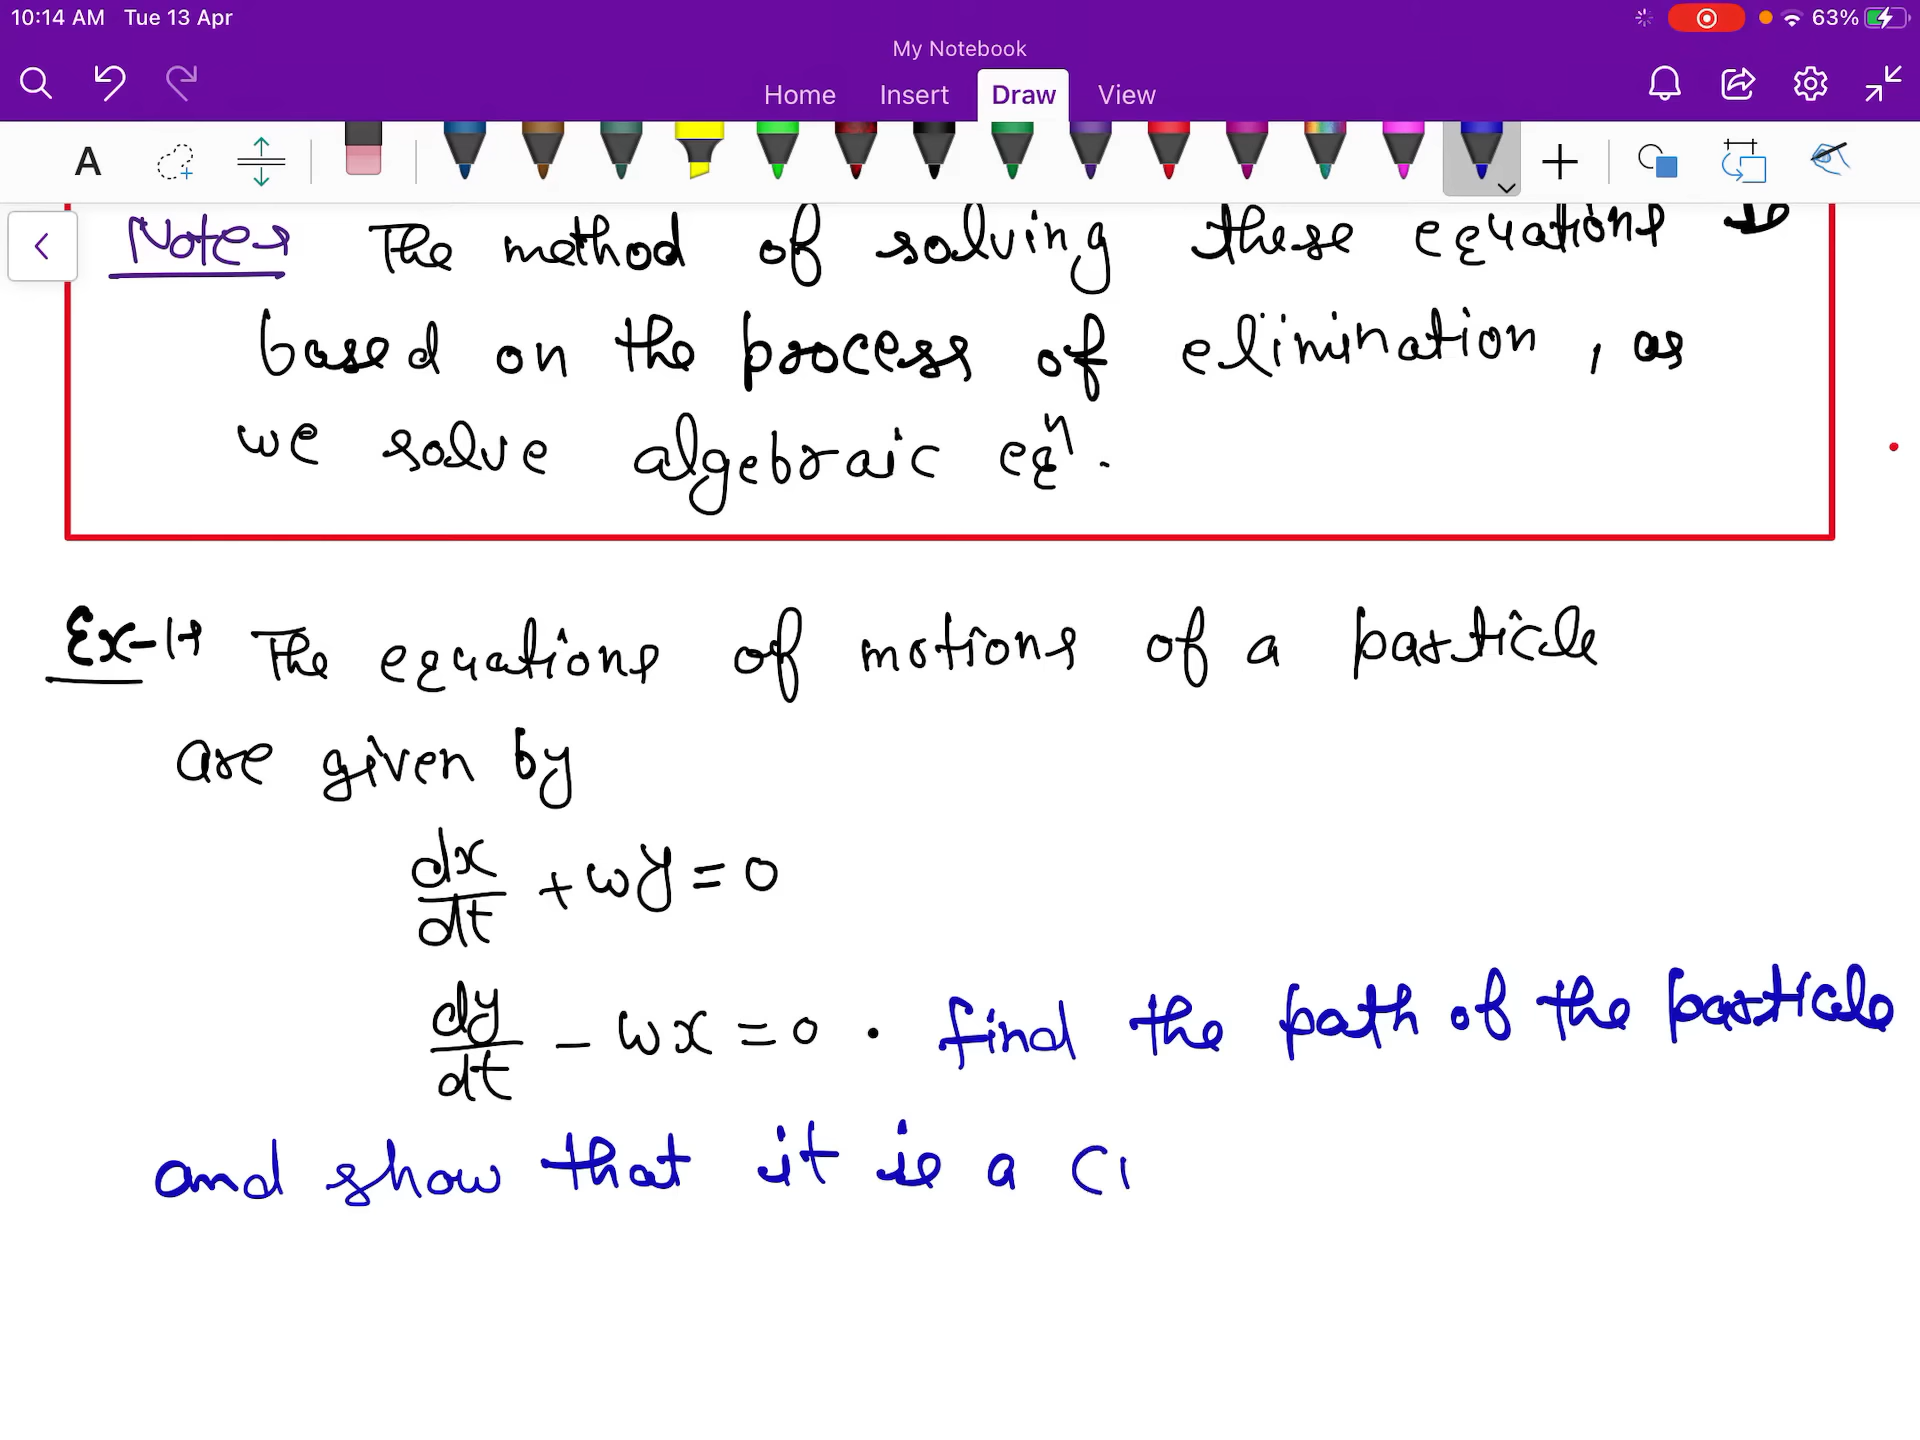 10:14 AM Tue 13 Apr 63%
My Notebook
Home Insert Draw View
A
Note:→ The method of solving these equations is
based on the process of elimination, as
we solve algebraic eqⁿ.
Ex-1→ The equations of motions of a particle
are given by
dx/dt + ωy = 0
dy/dt - ωx = 0 . find the path of the particle
and show that it is a Ci